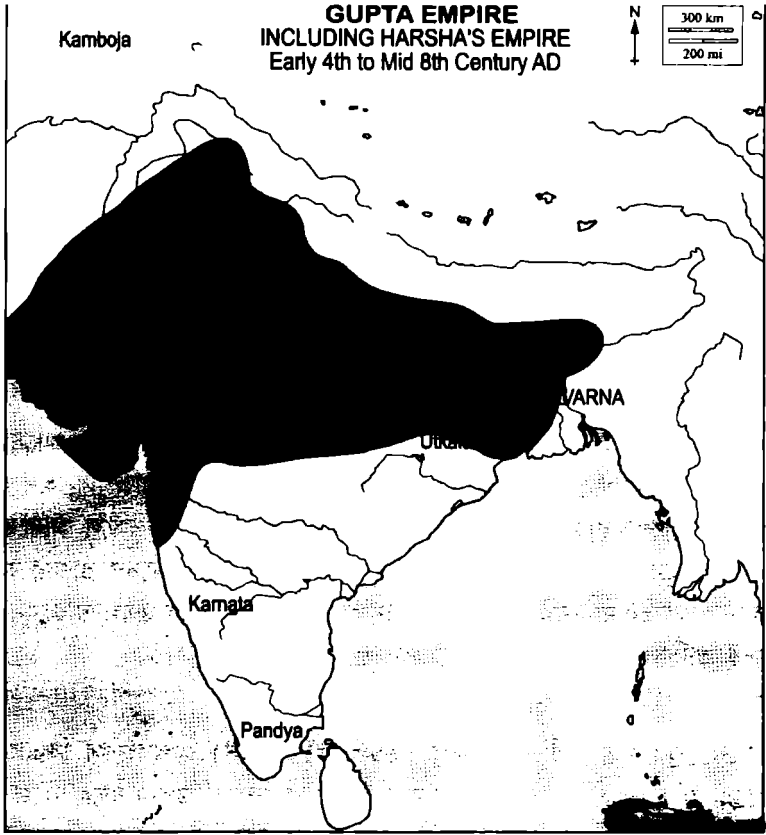 GUPTA EMPIRE
INCLUDING HARSHA'S EMPIRE
Early 4th to Mid 8th Century AD
N
300 km
200 mi
Kamboja
VARNA
Karnata
Pandya